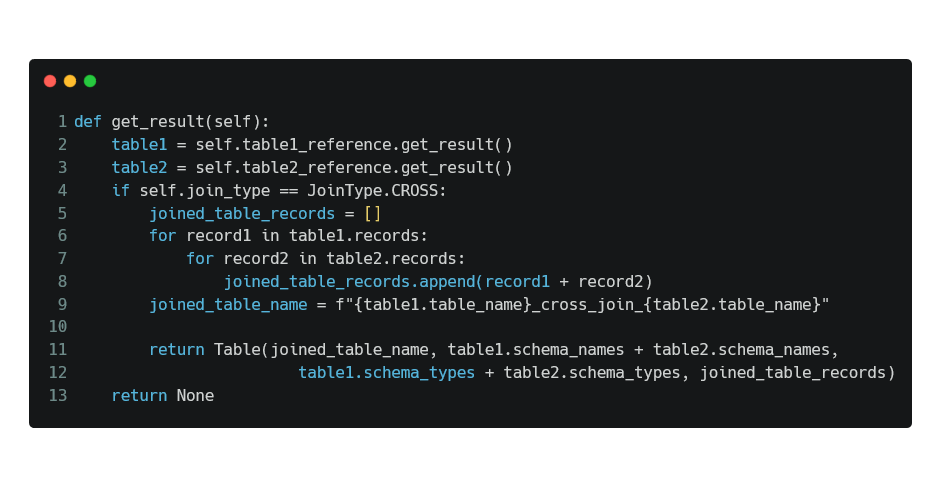 1 def get_result(self):
2     table1 = self.table1_reference.get_result()
3     table2 = self.table2_reference.get_result()
4     if self.join_type == JoinType.CROSS:
5         joined_table_records = []
6         for record1 in table1.records:
7             for record2 in table2.records:
8                 joined_table_records.append(record1 + record2)
9         joined_table_name = f"{table1.table_name}_cross_join_{table2.table_name}"
10
11         return Table(joined_table_name, table1.schema_names + table2.schema_names,
12                         table1.schema_types + table2.schema_types, joined_table_records)
13     return None